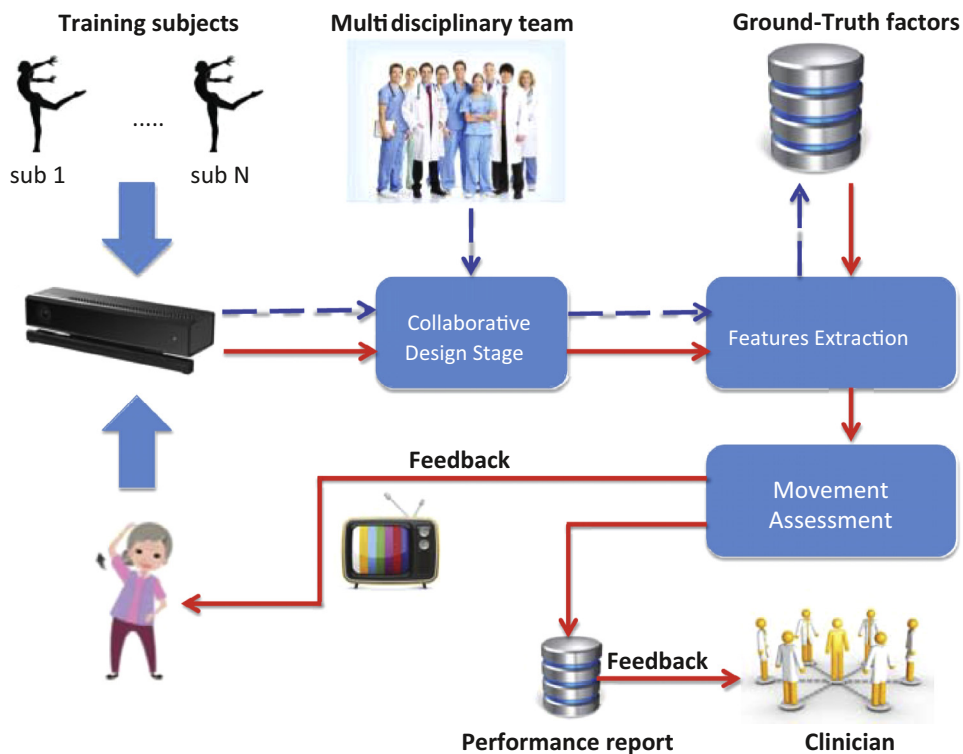 Training subjects
Multi disciplinary team
Ground-Truth factors
.....
sub 1
sub N
Collaborative
Design Stage
Features Extraction
Feedback
Movement
Assessment
Feedback
Performance report
Clinician